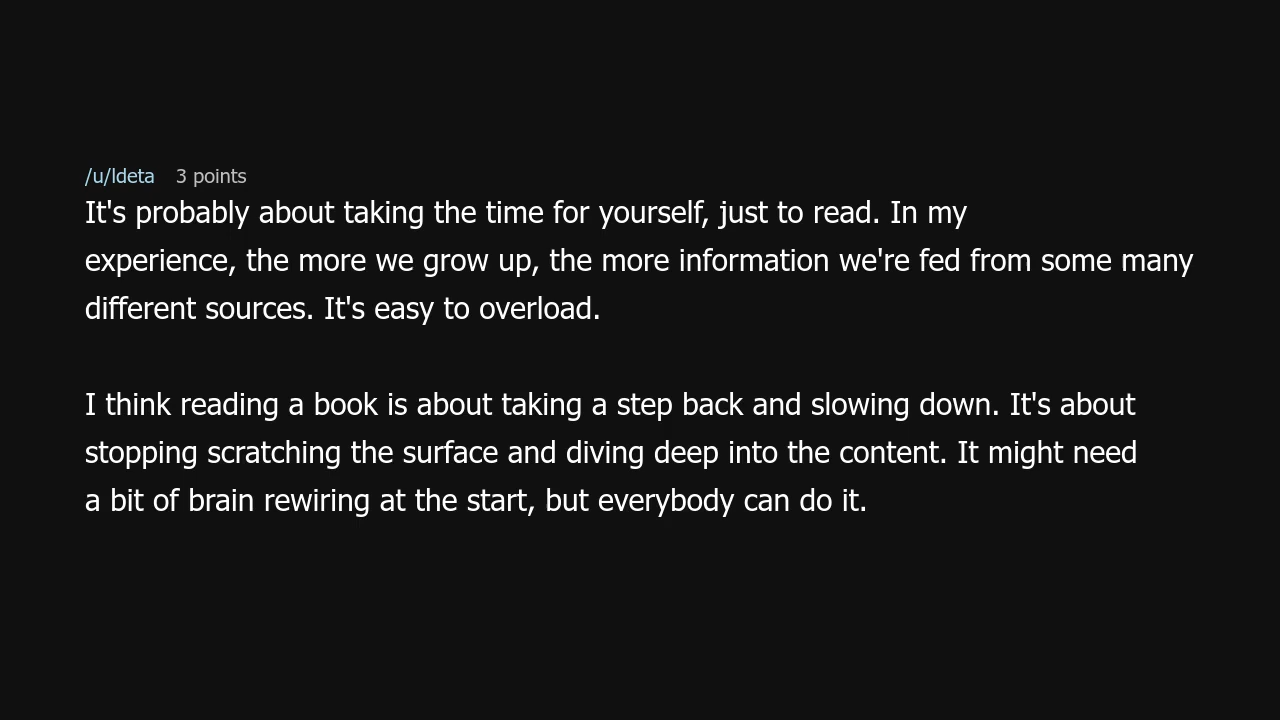 /u/ldeta 3 points
It's probably about taking the time for yourself, just to read. In my
experience, the more we grow up, the more information we're fed from some many
different sources. It's easy to overload.
I think reading a book is about taking a step back and slowing down. It's about
stopping scratching the surface and diving deep into the content. It might need
a bit of brain rewiring at the start, but everybody can do it.